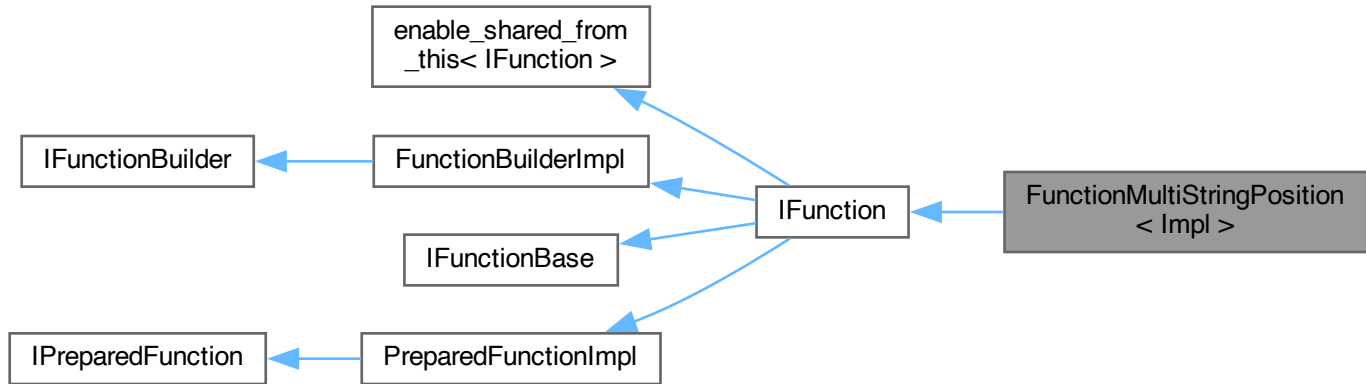 enable_shared_from
_this< IFunction >
IFunctionBuilder
FunctionBuilderImpl
IFunction
FunctionMultiStringPosition
< Impl >
IFunctionBase
IPreparedFunction
PreparedFunctionImpl